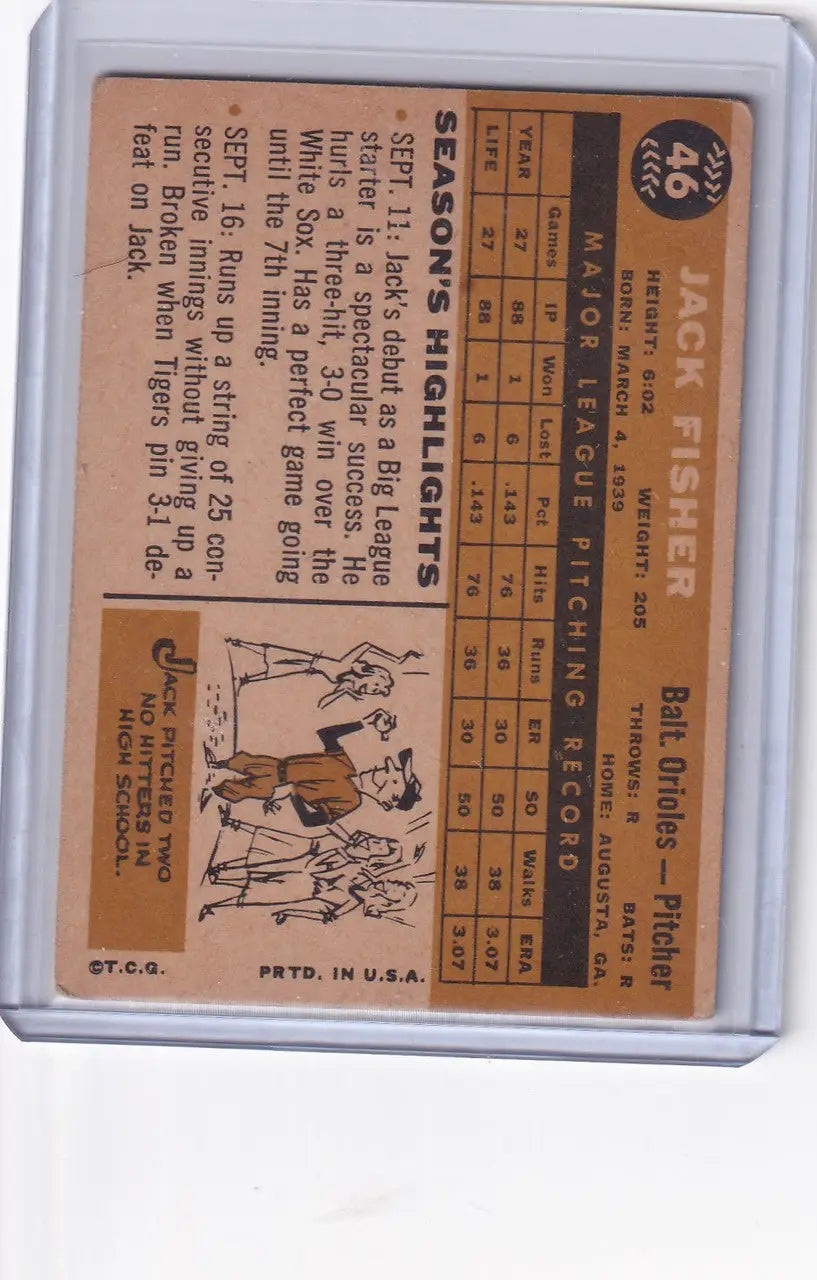 46
JACK FISHER
Balt. Orioles — Pitcher
HEIGHT: 6:02 WEIGHT: 205 THROWS: R BATS: R
BORN: MARCH 4, 1939 HOME: AUGUSTA, GA.
MAJOR LEAGUE PITCHING RECORD
Games IP Won Lost Pct Hits Runs ER SO Walks ERA
YEAR 27 88 1 6 .143 76 36 30 50 38 3.07
LIFE 27 88 1 6 .143 76 36 30 50 38 3.07
SEASON'S HIGHLIGHTS
• SEPT. 11: Jack's debut as a Big League
starter is a spectacular success. He
hurls a three-hit, 3-0 win over the
White Sox. Has a perfect game going
until the 7th inning.
• SEPT. 16: Runs up a string of 25 con-
secutive innings without giving up a
run. Broken when Tigers pin 3-1 de-
feat on Jack.
JACK PITCHED TWO
NO HITTERS IN
HIGH SCHOOL.
©T.C.G. PRTD. IN U.S.A.